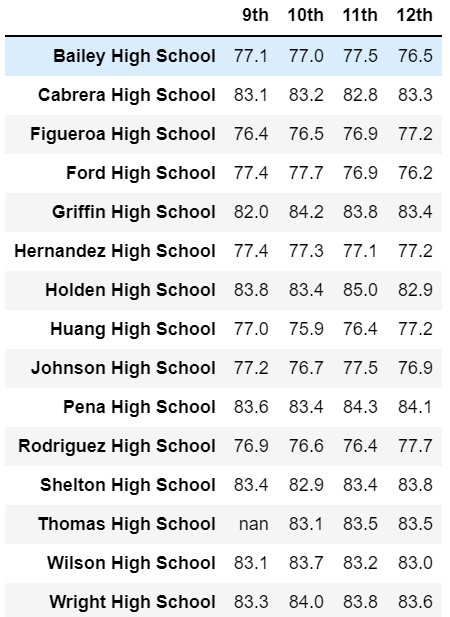 9th 10th 11th 12th
Bailey High School 77.1 77.0 77.5 76.5
Cabrera High School 83.1 83.2 82.8 83.3
Figueroa High School 76.4 76.5 76.9 77.2
Ford High School 77.4 77.7 76.9 76.2
Griffin High School 82.0 84.2 83.8 83.4
Hernandez High School 77.4 77.3 77.1 77.2
Holden High School 83.8 83.4 85.0 82.9
Huang High School 77.0 75.9 76.4 77.2
Johnson High School 77.2 76.7 77.5 76.9
Pena High School 83.6 83.4 84.3 84.1
Rodriguez High School 76.9 76.6 76.4 77.7
Shelton High School 83.4 82.9 83.4 83.8
Thomas High School nan 83.1 83.5 83.5
Wilson High School 83.1 83.7 83.2 83.0
Wright High School 83.3 84.0 83.8 83.6